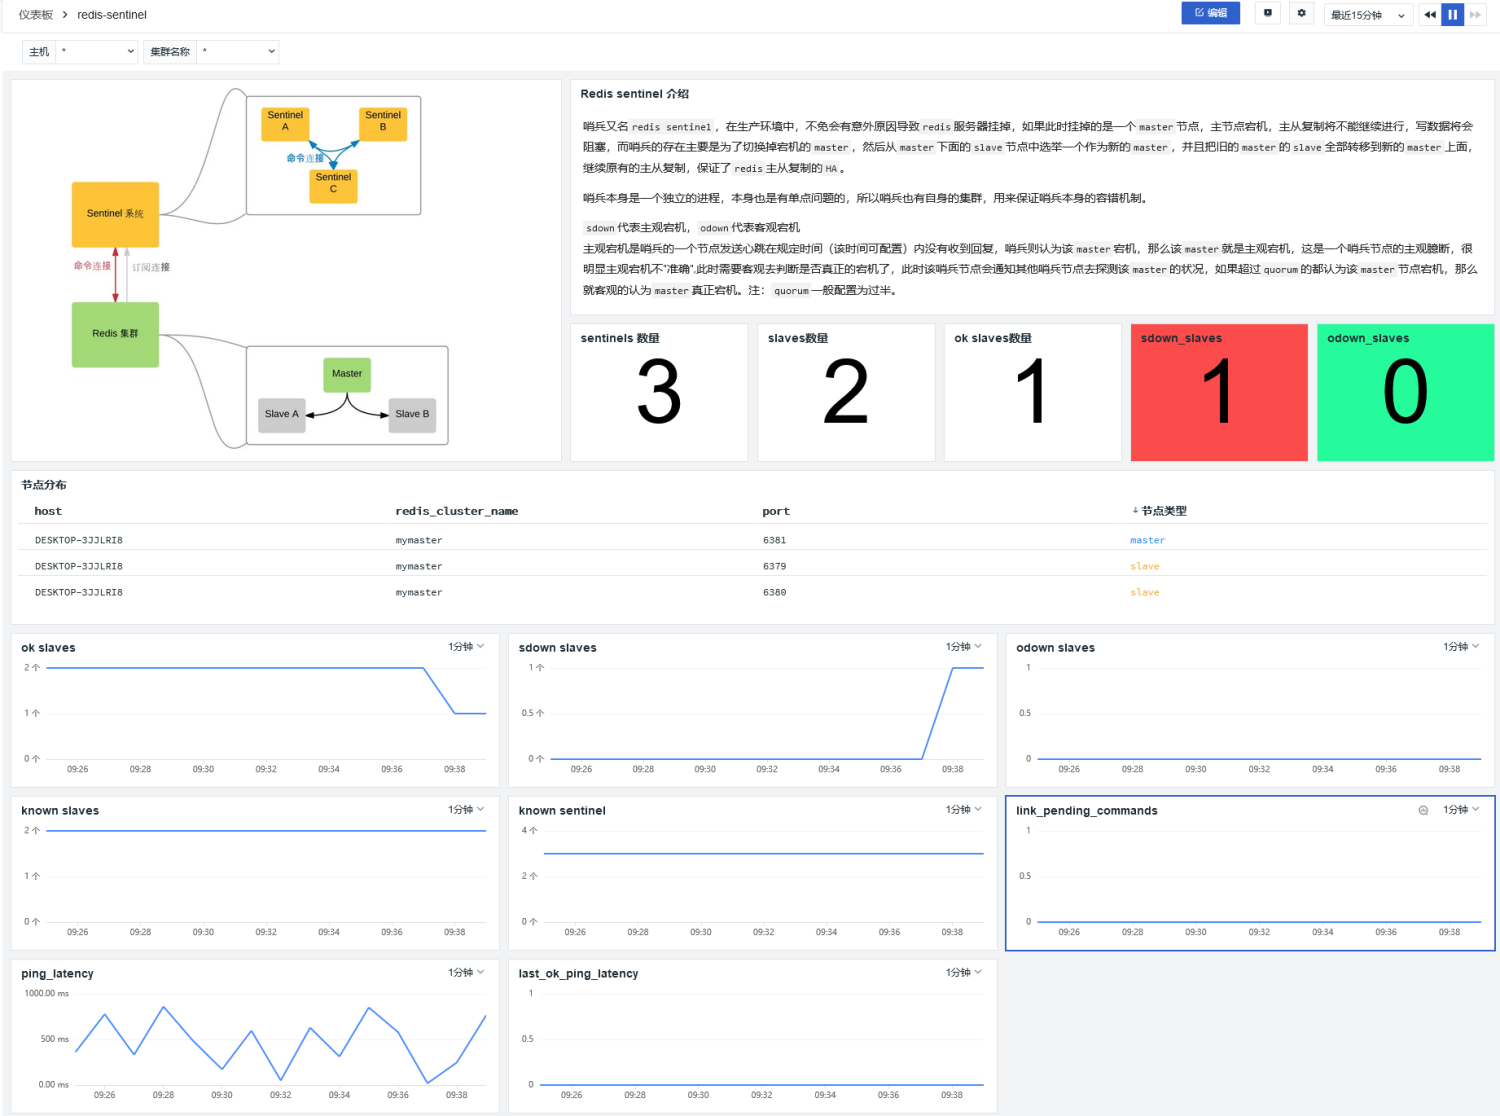 仪表板 > redis-sentinel
编辑
最近15分钟
主机 *
集群名称 *
Sentinel A
Sentinel B
命令连接
Sentinel C
Sentinel 系统
命令连接
订阅连接
Redis 集群
Master
Slave A
Slave B
Redis sentinel 介绍
哨兵又名 redis sentinel ，在生产环境中，不免会有意外原因导致 redis 服务器挂掉，如果此时挂掉的是一个 master 节点，主节点宕机，主从复制将不能继续进行，写数据将会
阻塞，而哨兵的存在主要是为了切换掉宕机的 master ，然后从 master 下面的 slave 节点中选举一个作为新的 master ，并且把旧的 master 的 slave 全部转移到新的 master 上面，
继续原有的主从复制，保证了 redis 主从复制的 HA 。
哨兵本身是一个独立的进程，本身也是有单点问题的，所以哨兵也有自身的集群，用来保证哨兵本身的容错机制。
sdown 代表主观宕机， odown 代表客观宕机
主观宕机是哨兵的一个节点发送心跳在规定时间（该时间可配置）内没有收到回复，哨兵则认为该 master 宕机，那么该 master 就是主观宕机，这是一个哨兵节点的主观臆断，很
明显主观宕机不"准确",此时需要客观去判断是否真正的宕机了，此时该哨兵节点会通知其他哨兵节点去探测该 master 的状况，如果超过 quorum 的都认为该 master 节点宕机，那么
就客观的认为 master 真正宕机。注： quorum 一般配置为过半。
sentinels 数量
3
slaves数量
2
ok slaves数量
1
sdown_slaves
1
odown_slaves
0
节点分布
host redis_cluster_name port 节点类型
DESKTOP-3JJLRI8 mymaster 6381 master
DESKTOP-3JJLRI8 mymaster 6379 slave
DESKTOP-3JJLRI8 mymaster 6380 slave
ok slaves 1分钟
2 个
1 个
0 个
09:26 09:28 09:30 09:32 09:34 09:36 09:38
sdown slaves 1分钟
1 个
0.5 个
0 个
09:26 09:28 09:30 09:32 09:34 09:36 09:38
odown slaves 1分钟
1
0.5
0
09:26 09:28 09:30 09:32 09:34 09:36 09:38
known slaves 1分钟
2 个
1 个
0 个
09:26 09:28 09:30 09:32 09:34 09:36 09:38
known sentinel 1分钟
4 个
2 个
0 个
09:26 09:28 09:30 09:32 09:34 09:36 09:38
link_pending_commands 1分钟
1
0.5
0
09:26 09:28 09:30 09:32 09:34 09:36 09:38
ping_latency 1分钟
1000.00 ms
500 ms
0.00 ms
09:26 09:28 09:30 09:32 09:34 09:36 09:38
last_ok_ping_latency 1分钟
1
0.5
0
09:26 09:28 09:30 09:32 09:34 09:36 09:38